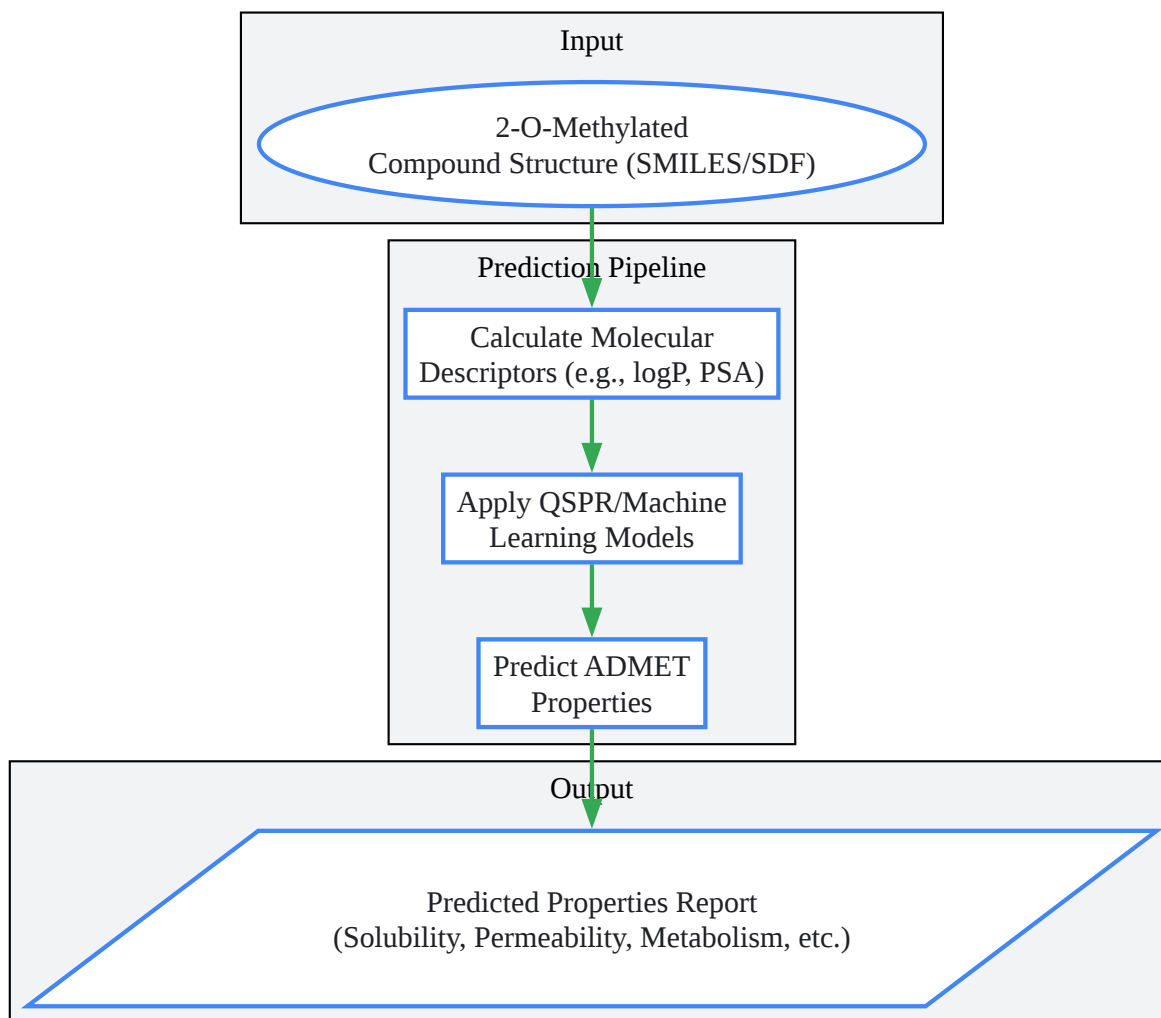 Input
2-O-Methylated
Compound Structure (SMILES/SDF)
Prediction Pipeline
Calculate Molecular
Descriptors (e.g., logP, PSA)
Apply QSPR/Machine
Learning Models
Predict ADMET
Properties
Output
Predicted Properties Report
(Solubility, Permeability, Metabolism, etc.)